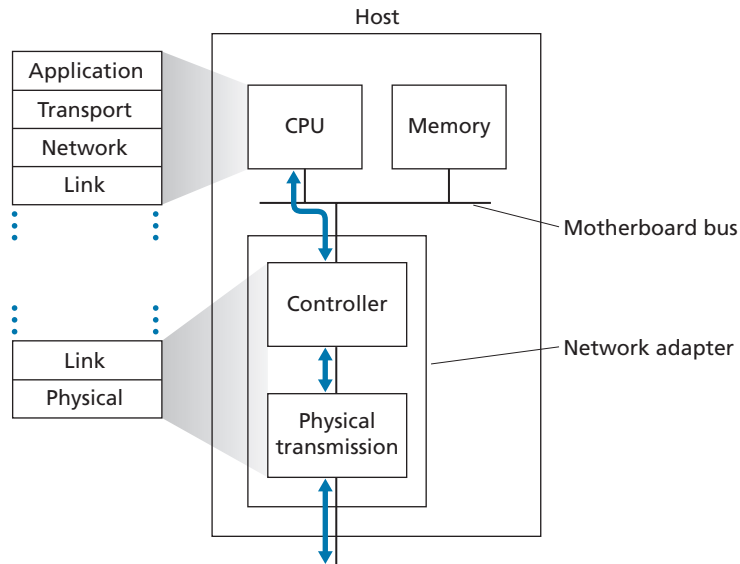 Host
Application
Transport
Network
Link
CPU
Memory
Motherboard bus
Controller
Network adapter
Link
Physical
Physical
transmission